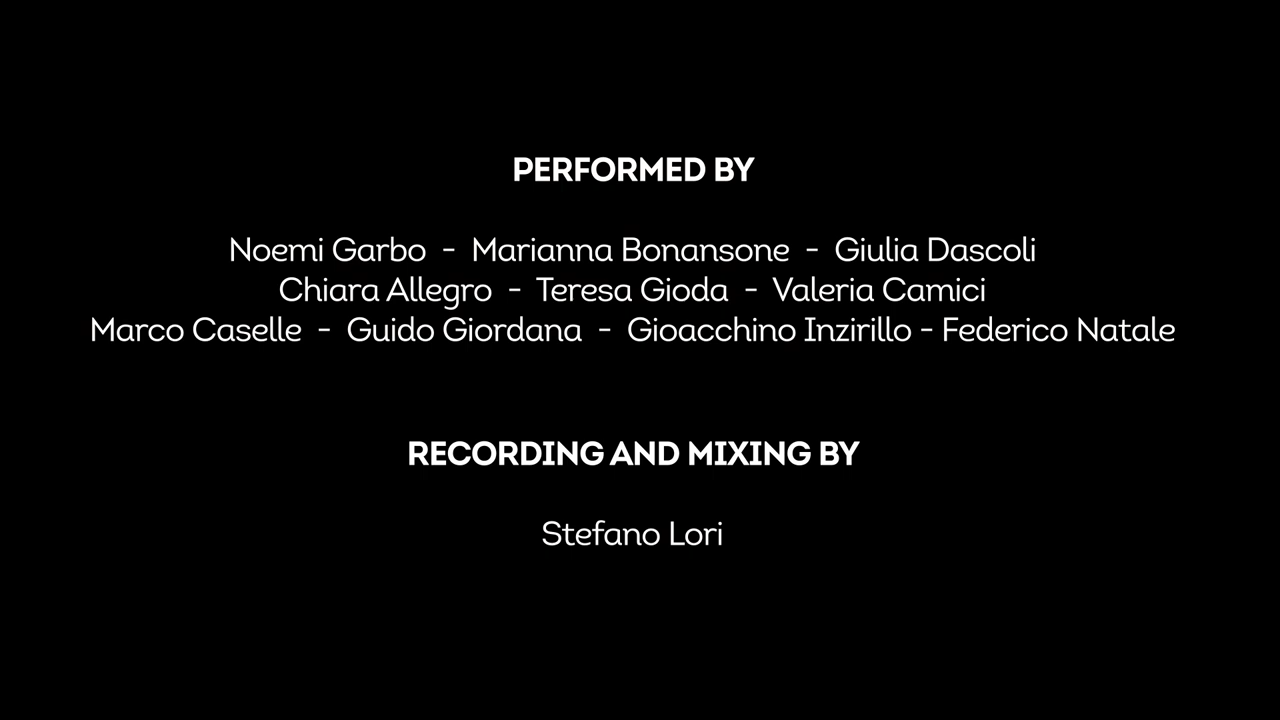 PERFORMED BY
Noemi Garbo - Marianna Bonansone - Giulia Dascoli
Chiara Allegro - Teresa Gioda - Valeria Camici
Marco Caselle - Guido Giordana - Gioacchino Inzirillo - Federico Natale
RECORDING AND MIXING BY
Stefano Lori